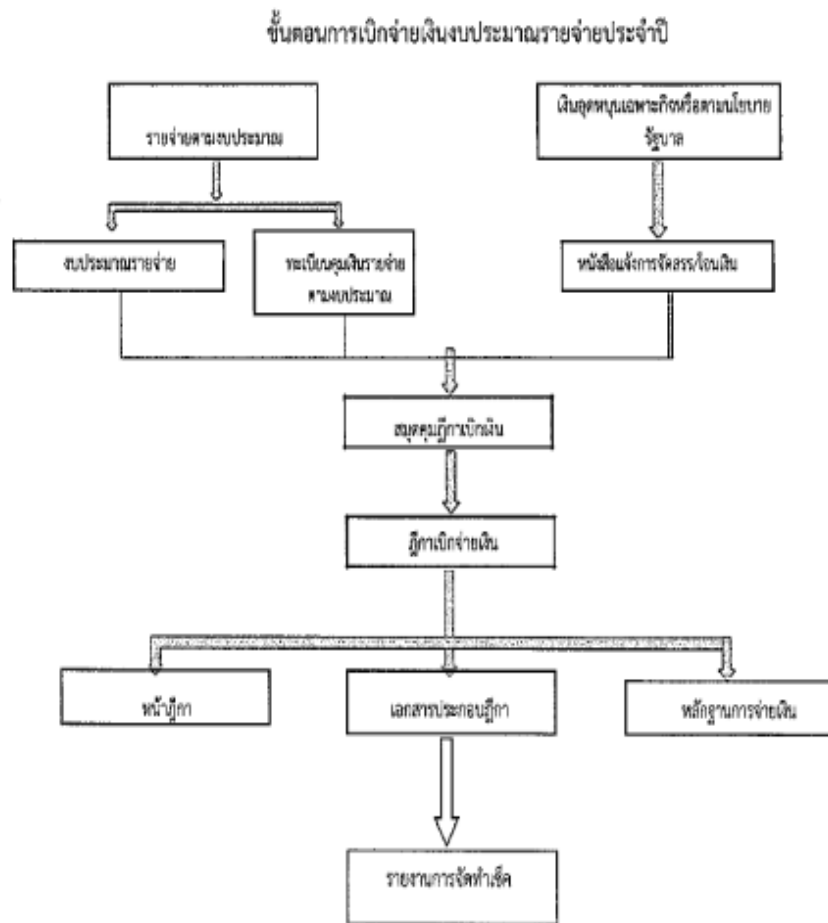 ขั้นตอนการเบิกจ่ายเงินงบประมาณรายจ่ายประจำปี
รายจ่ายตามงบประมาณ
เงินอุดหนุนเฉพาะกิจหรือตามนโยบาย
รัฐบาล
งบประมาณรายจ่าย
ทะเบียนคุมเงินรายจ่าย
ตามงบประมาณ
หนังสือแจ้งการจัดสรร/โอนเงิน
สมุดคุมฎีกาเบิกเงิน
ฎีกาเบิกจ่ายเงิน
หน้าฎีกา
เอกสารประกอบฎีกา
หลักฐานการจ่ายเงิน
รายงานการจัดทำเช็ค